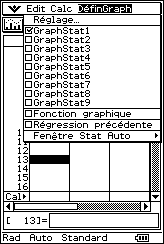 Edit Calc DéfinGraph
Réglage...
GraphStat1
GraphStat2
GraphStat3
GraphStat4
GraphStat5
GraphStat6
GraphStat7
GraphStat8
GraphStat9
Fonction graphique
Régression précédente
Fenêtre Stat Auto
11
12
13
14
15
16
Cal
[ 13]=
Rad Auto Standard